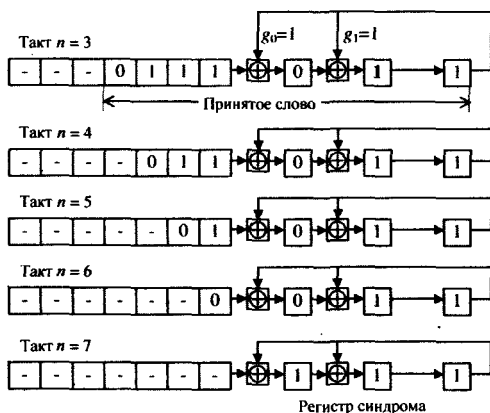 g₀=1 g₁=1
Такт n = 3
- - - 0 1 1 1 0 1 1
Принятое слово
Такт n = 4
- - - - 0 1 1 0 1 1
Такт n = 5
- - - - - 0 1 0 1 1
Такт n = 6
- - - - - - 0 0 1 1
Такт n = 7
- - - - - - - 1 1 1
Регистр синдрома